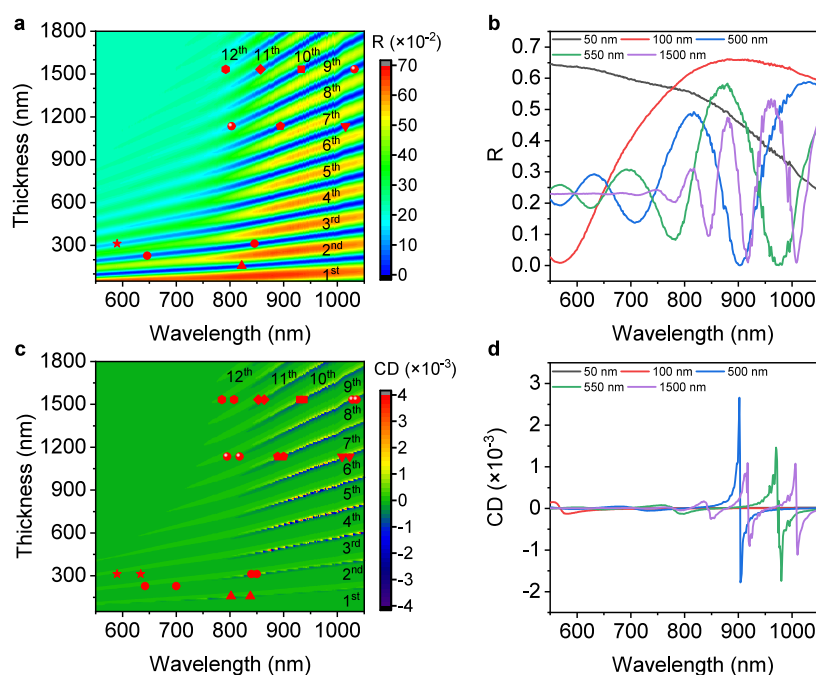 a
R (×10⁻²)
1800
1500
1200
900
600
300
Thickness (nm)
12th 11th 10th
9th
8th
7th
6th
5th
4th
3rd
2nd
1st
70
60
50
40
30
20
10
0
600 700 800 900 1000
Wavelength (nm)
b
50 nm 100 nm 500 nm
550 nm 1500 nm
0.7
0.6
0.5
0.4
0.3
0.2
0.1
0.0
R
600 700 800 900 1000
Wavelength (nm)
c
CD (×10⁻³)
1800
1500
1200
900
600
300
Thickness (nm)
12th 11th 10th
9th
8th
7th
6th
5th
4th
3rd
2nd
1st
4
3
2
1
0
-1
-2
-3
-4
600 700 800 900 1000
Wavelength (nm)
d
50 nm 100 nm 500 nm
550 nm 1500 nm
3
2
1
0
-1
-2
CD (×10⁻³)
600 700 800 900 1000
Wavelength (nm)